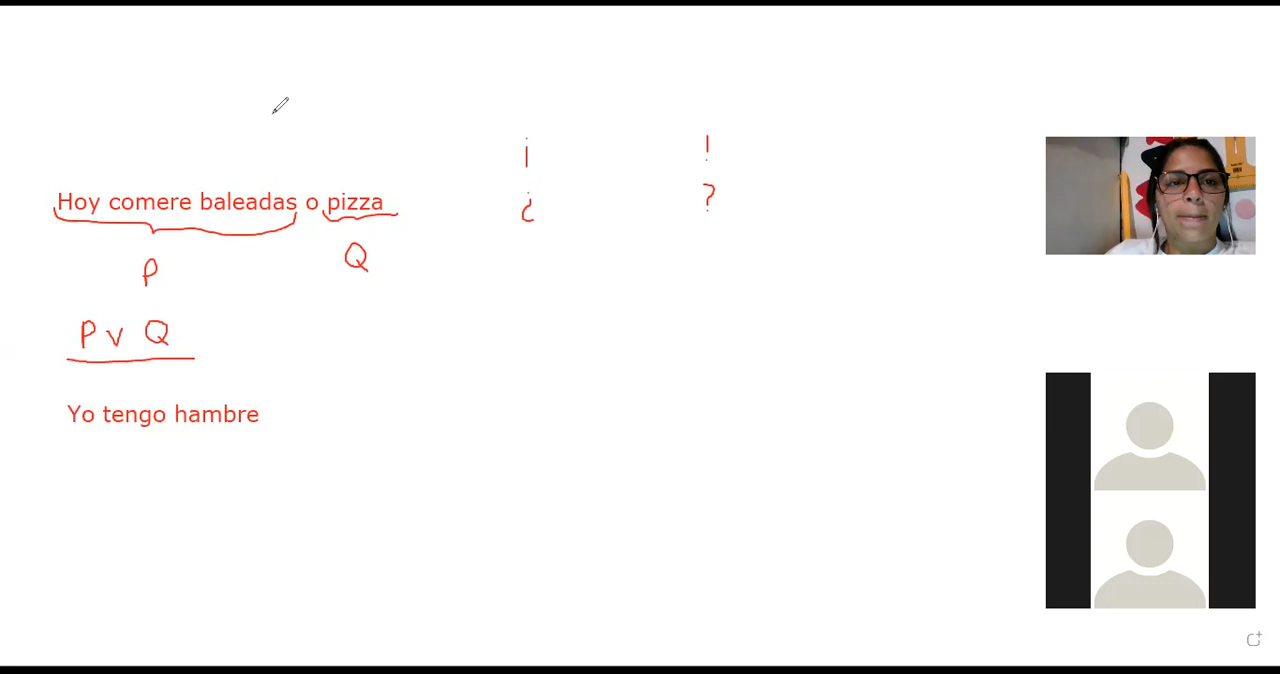 ¡ !
Hoy comere baleadas o pizza
¿ ?
P Q
P v Q
Yo tengo hambre